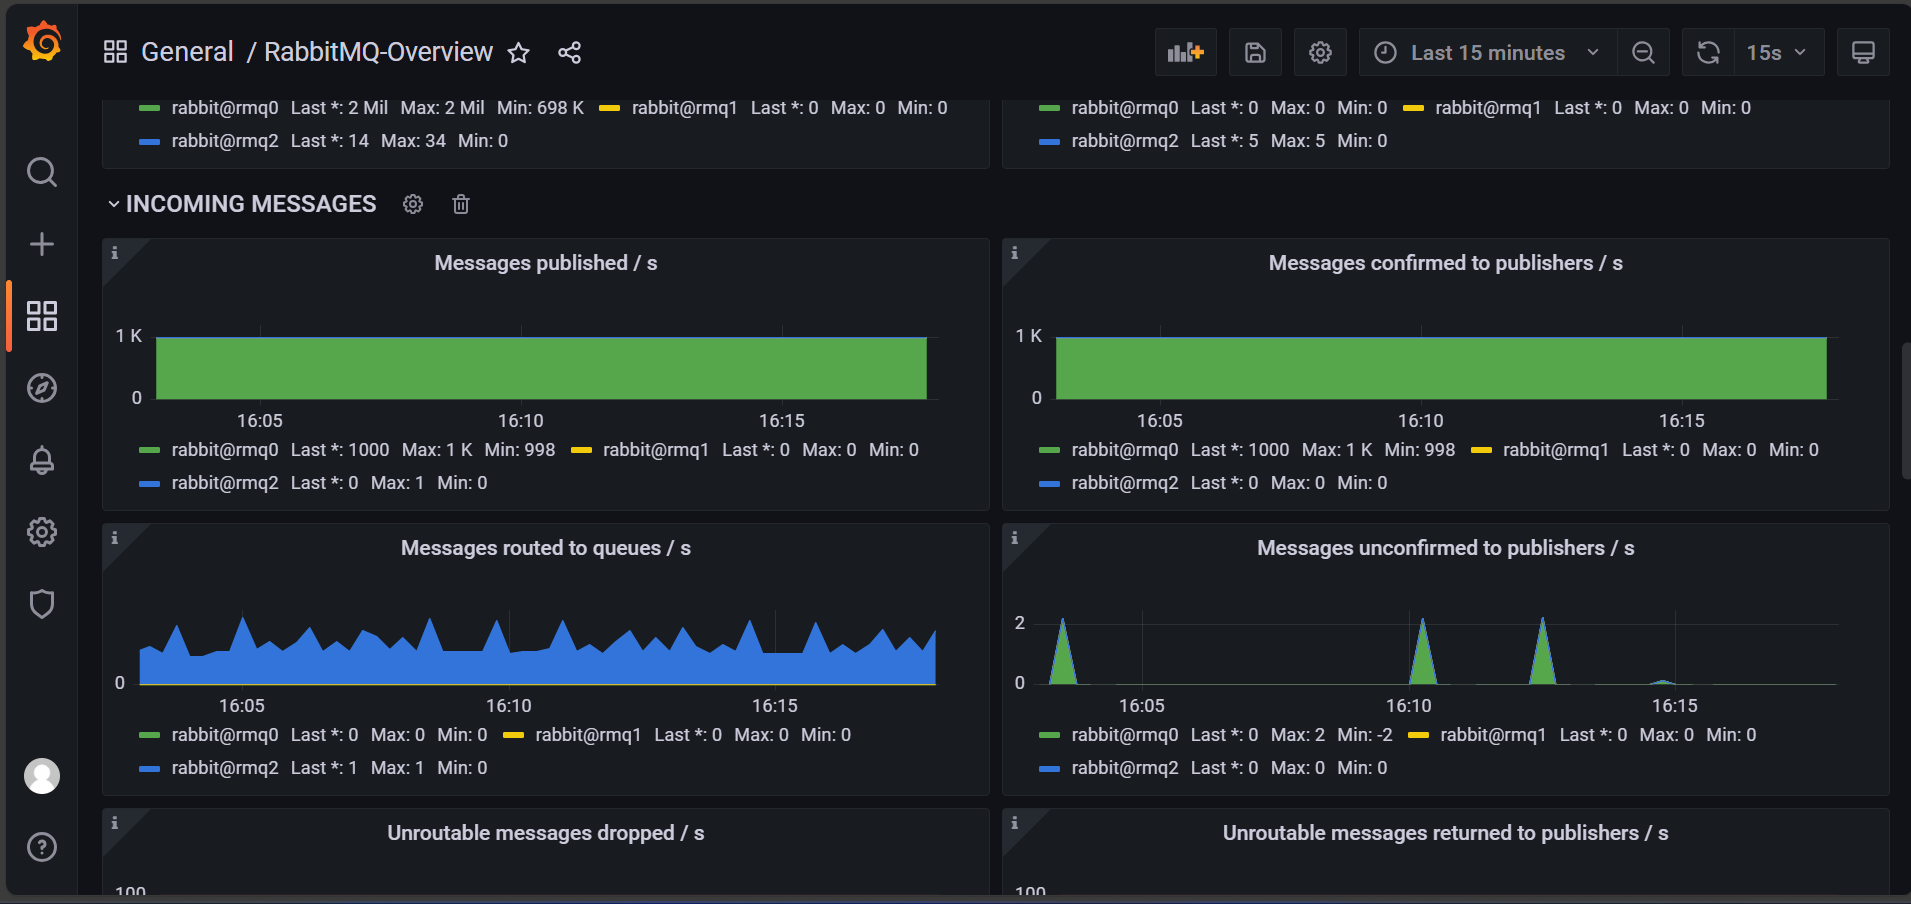 General / RabbitMQ-Overview
Last 15 minutes
15s
rabbit@rmq0 Last *: 2 Mil Max: 2 Mil Min: 698 K rabbit@rmq1 Last *: 0 Max: 0 Min: 0
rabbit@rmq2 Last *: 14 Max: 34 Min: 0
rabbit@rmq0 Last *: 0 Max: 0 Min: 0 rabbit@rmq1 Last *: 0 Max: 0 Min: 0
rabbit@rmq2 Last *: 5 Max: 5 Min: 0
INCOMING MESSAGES
Messages published / s
1 K
0
16:05 16:10 16:15
rabbit@rmq0 Last *: 1000 Max: 1 K Min: 998 rabbit@rmq1 Last *: 0 Max: 0 Min: 0
rabbit@rmq2 Last *: 0 Max: 1 Min: 0
Messages confirmed to publishers / s
1 K
0
16:05 16:10 16:15
rabbit@rmq0 Last *: 1000 Max: 1 K Min: 998 rabbit@rmq1 Last *: 0 Max: 0 Min: 0
rabbit@rmq2 Last *: 0 Max: 0 Min: 0
Messages routed to queues / s
0
16:05 16:10 16:15
rabbit@rmq0 Last *: 0 Max: 0 Min: 0 rabbit@rmq1 Last *: 0 Max: 0 Min: 0
rabbit@rmq2 Last *: 1 Max: 1 Min: 0
Messages unconfirmed to publishers / s
2
0
16:05 16:10 16:15
rabbit@rmq0 Last *: 0 Max: 2 Min: -2 rabbit@rmq1 Last *: 0 Max: 0 Min: 0
rabbit@rmq2 Last *: 0 Max: 0 Min: 0
Unroutable messages dropped / s
100
Unroutable messages returned to publishers / s
100